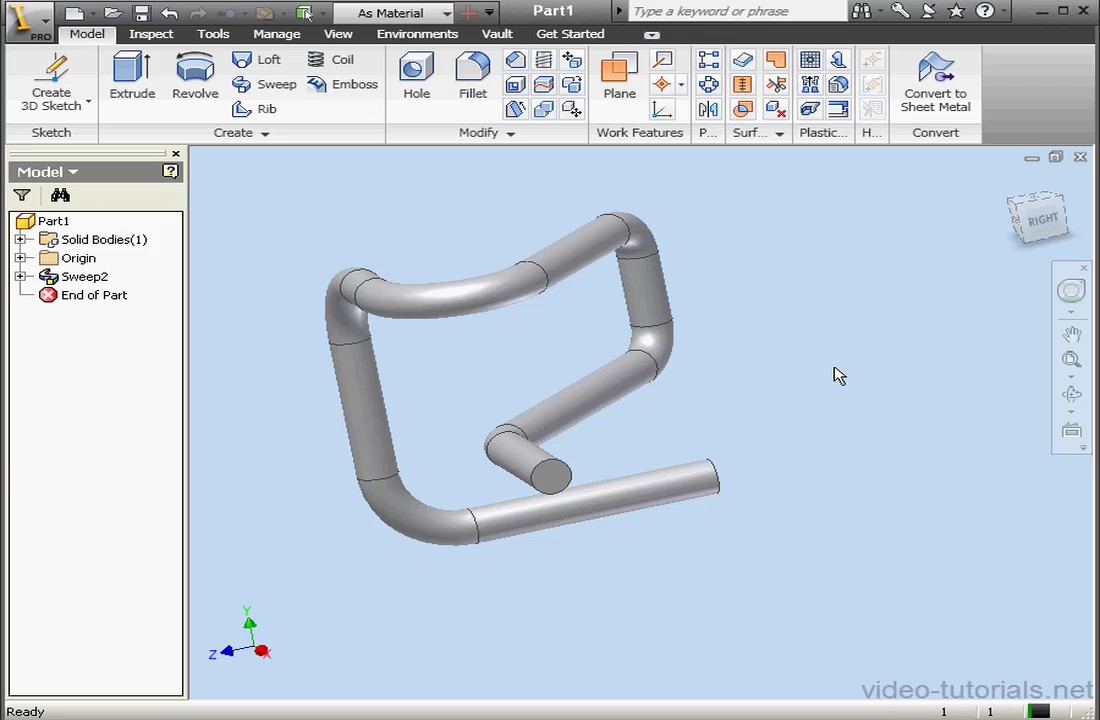 As Material
Part1
Type a keyword or phrase
PRO
Model Inspect Tools Manage View Environments Vault Get Started
Create
3D Sketch
Extrude
Revolve
Loft
Sweep
Rib
Coil
Emboss
Hole
Fillet
Plane
Convert to
Sheet Metal
Sketch
Create
Modify
Work Features
P...
Surf...
Plastic...
H...
Convert
Model
Part1
Solid Bodies(1)
Origin
Sweep2
End of Part
RIGHT
Y
Z
X
video-tutorials.net
Ready
1
1